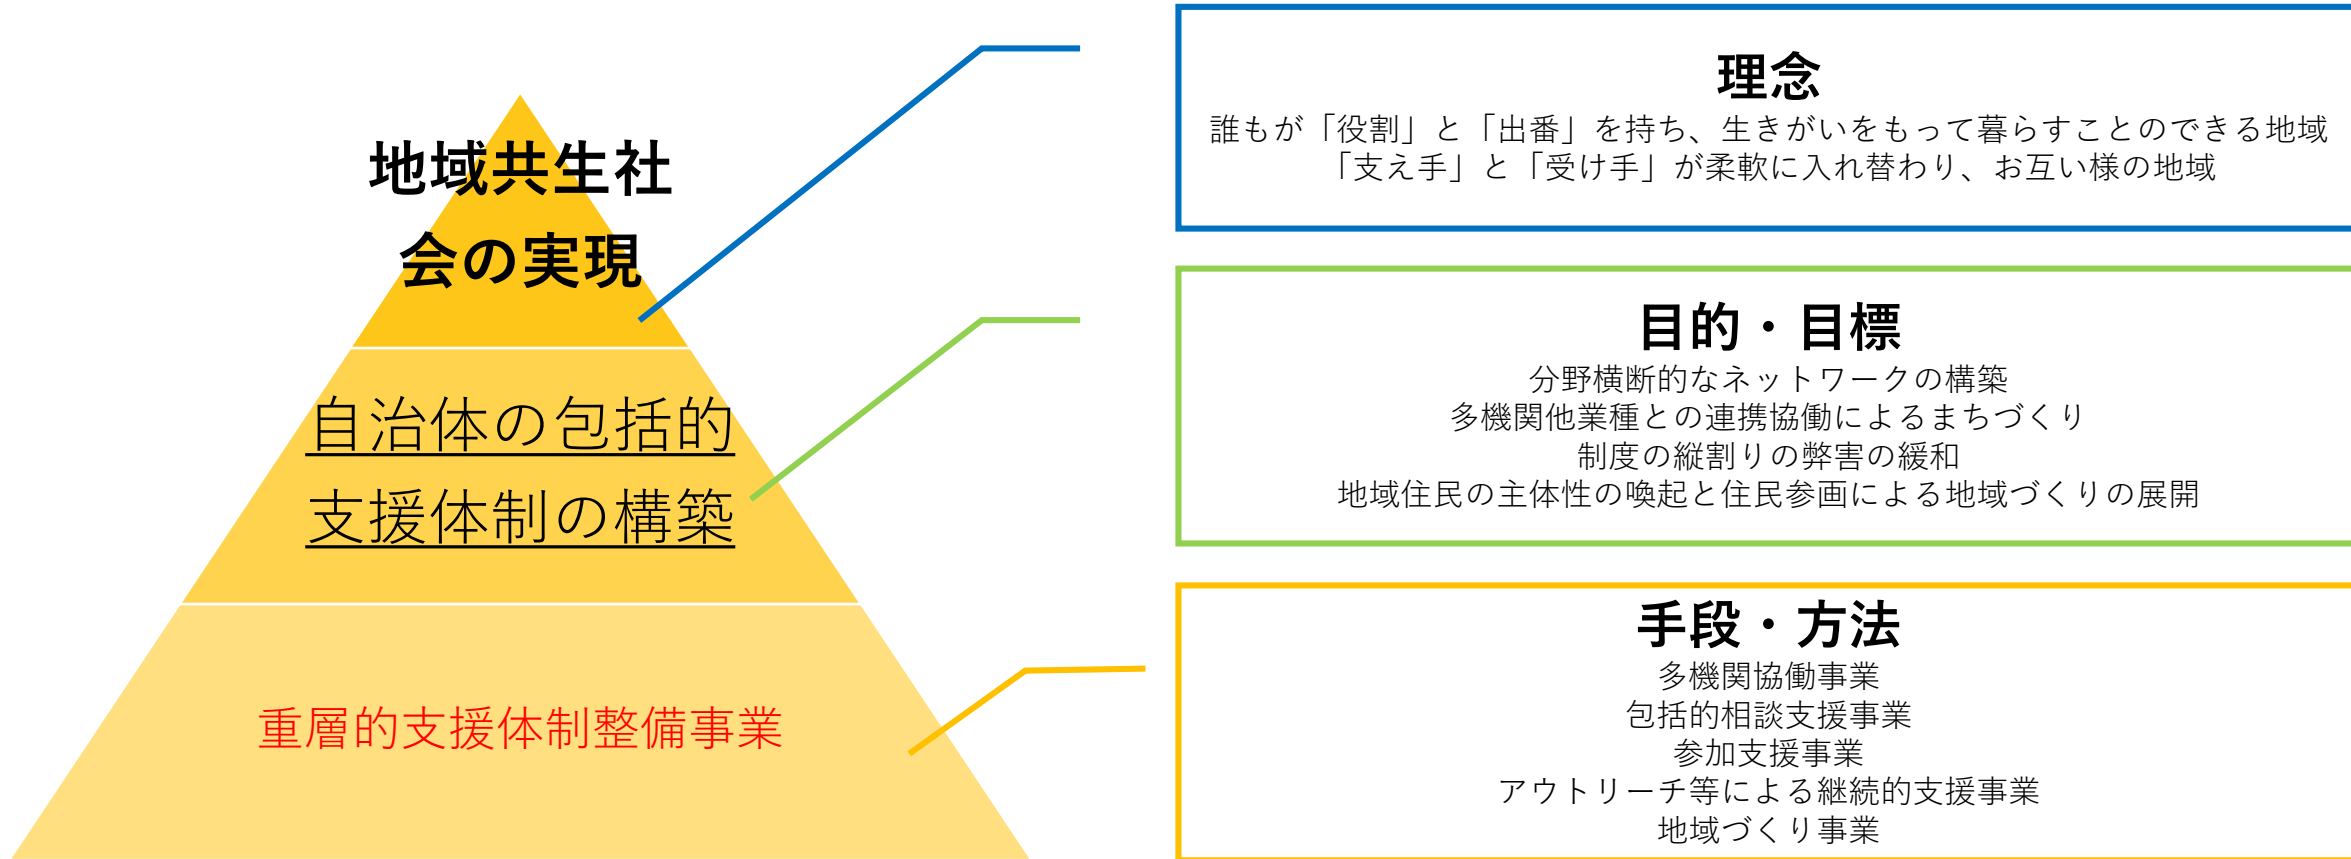 地域共生社
会の実現
自治体の包括的
支援体制の構築
重層的支援体制整備事業
理念
誰もが「役割」と「出番」を持ち、生きがいをもって暮らすことのできる地域
「支え手」と「受け手」が柔軟に入れ替わり、お互い様の地域
目的・目標
分野横断的なネットワークの構築
多機関他業種との連携協働によるまちづくり
制度の縦割りの弊害の緩和
地域住民の主体性の喚起と住民参画による地域づくりの展開
手段・方法
多機関協働事業
包括的相談支援事業
参加支援事業
アウトリーチ等による継続的支援事業
地域づくり事業